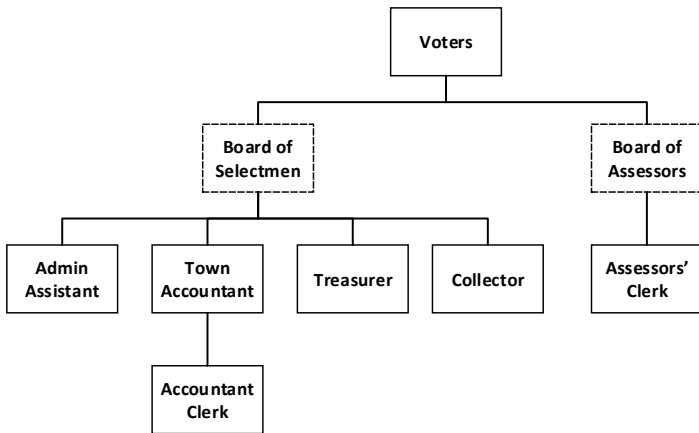 Voters
Board of
Selectmen
Board of
Assessors
Admin
Assistant
Town
Accountant
Treasurer
Collector
Assessors’
Clerk
Accountant
Clerk